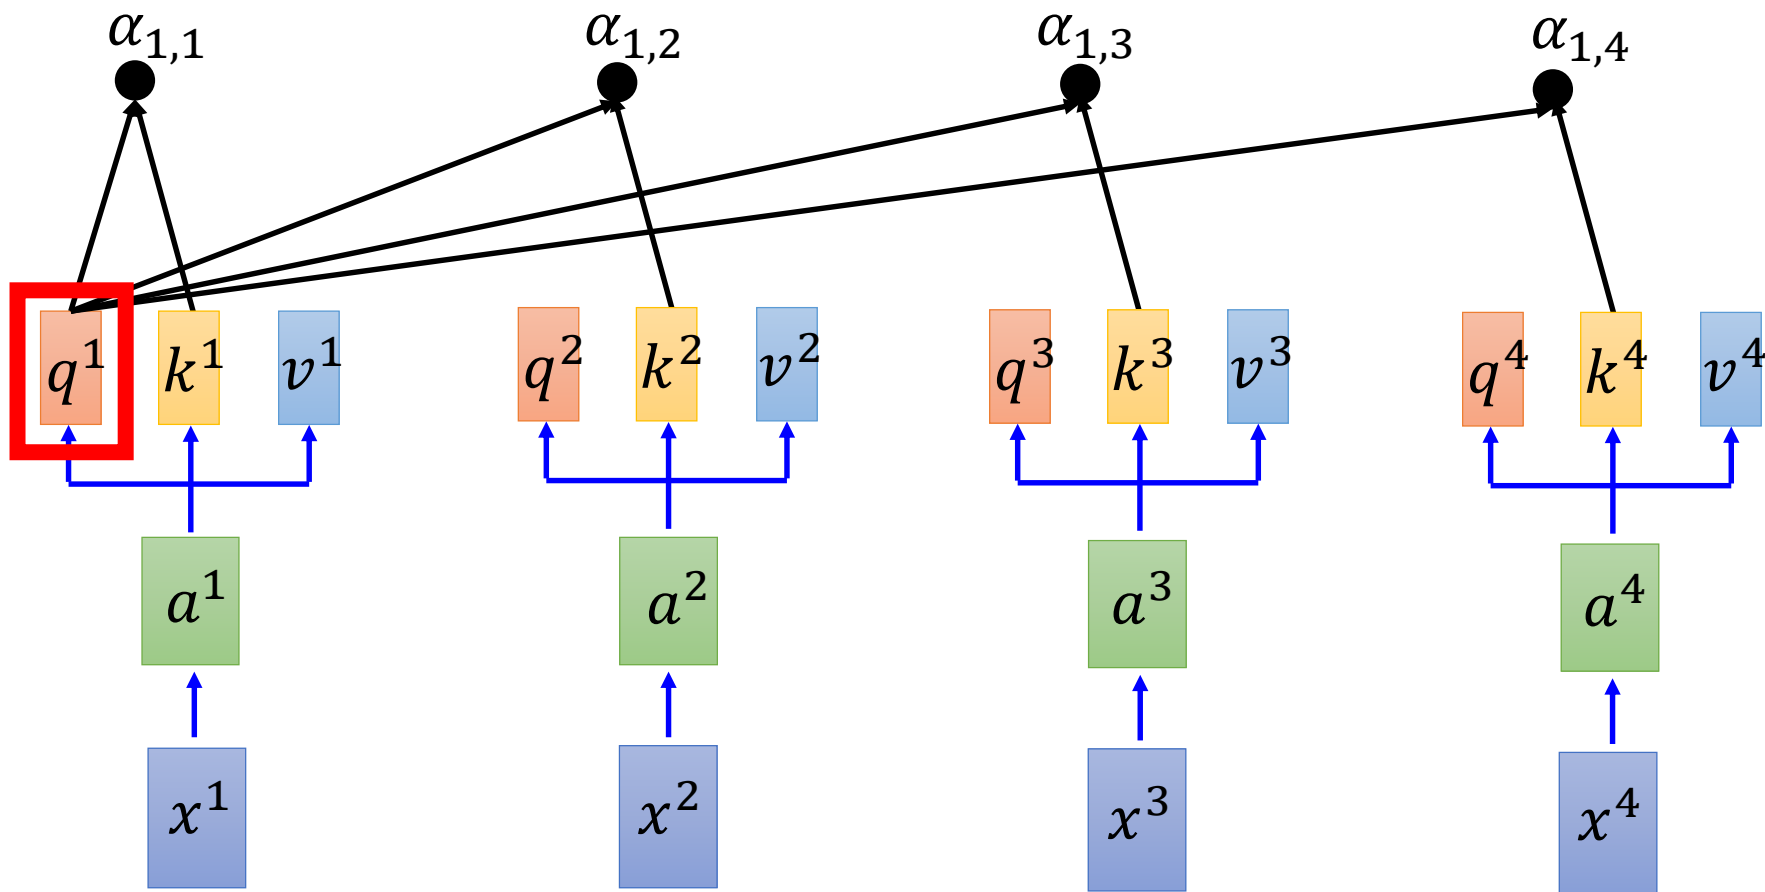 α₁,₁ α₁,₂ α₁,₃ α₁,₄
q¹ k¹ v¹ q² k² v² q³ k³ v³ q⁴ k⁴ v⁴
a¹ a² a³ a⁴
x¹ x² x³ x⁴